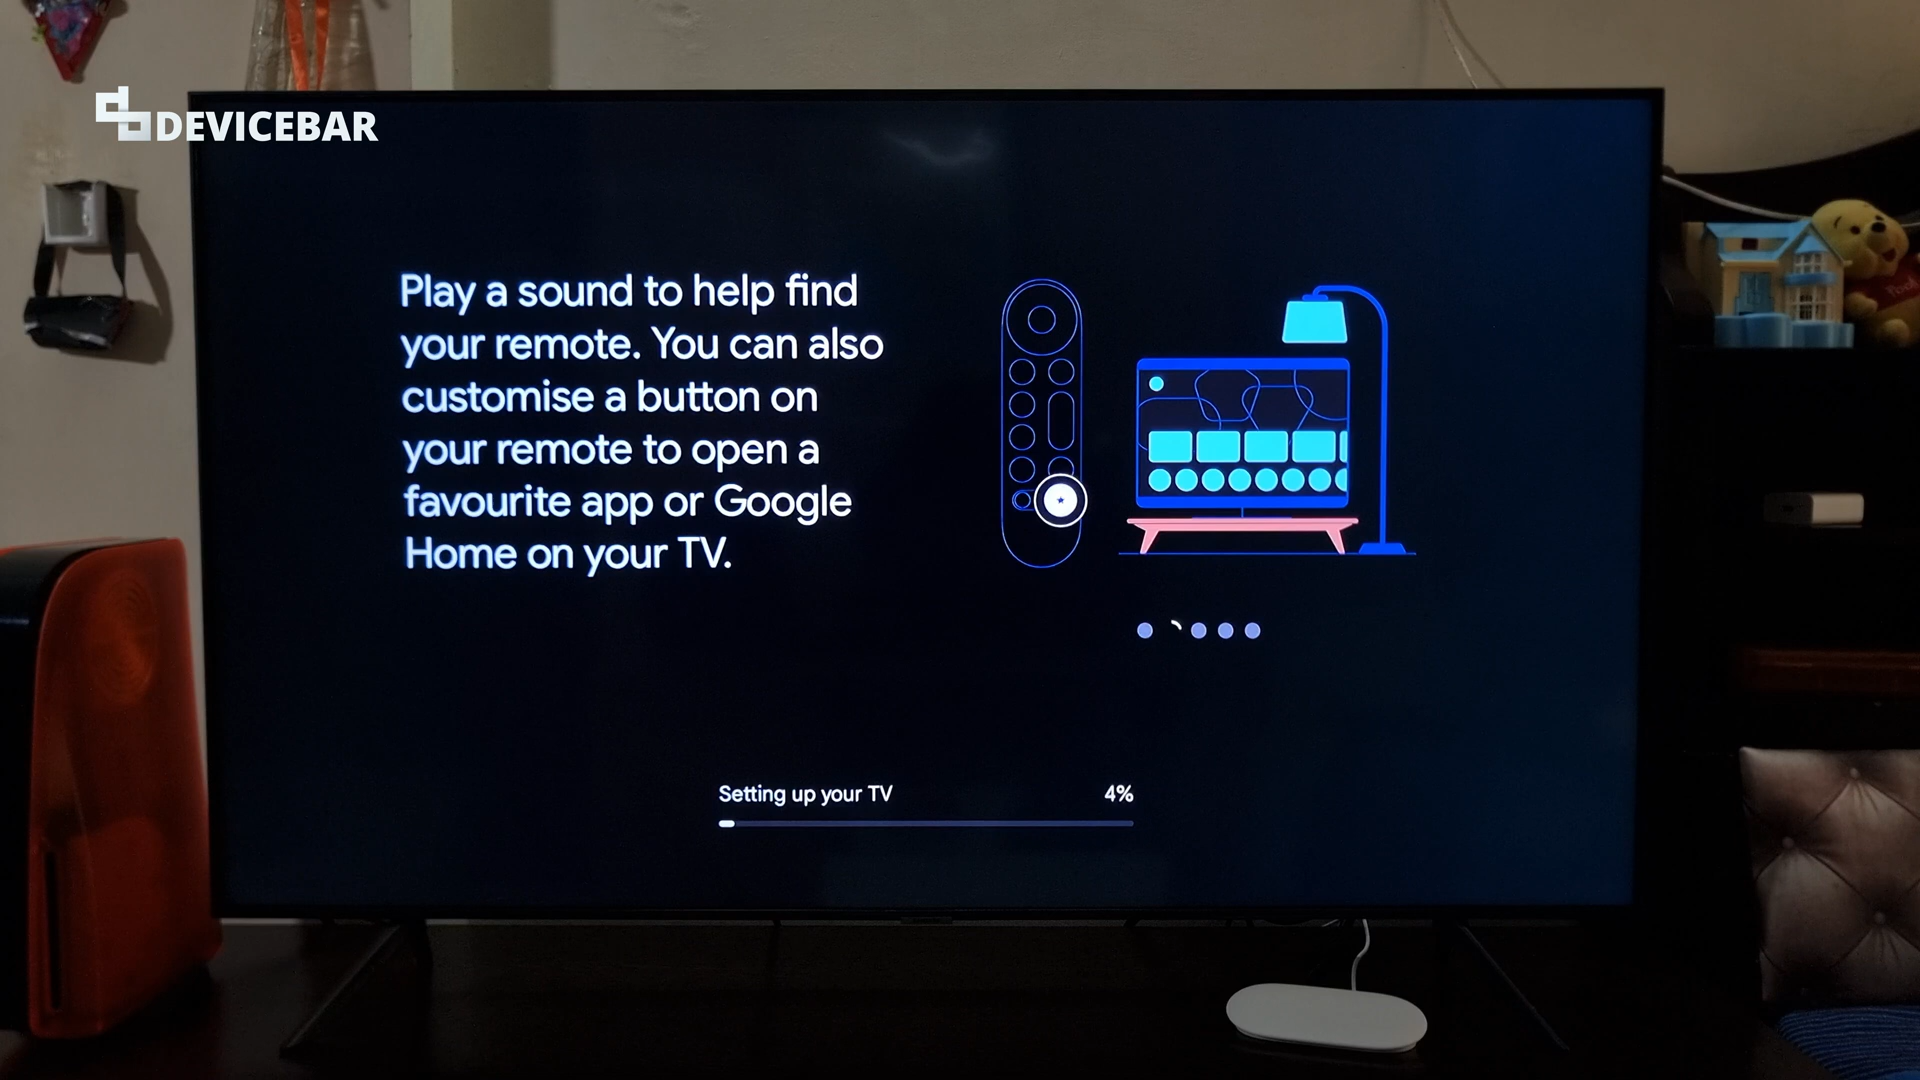 DEVICEBAR
Play a sound to help find
your remote. You can also
customise a button on
your remote to open a
favourite app or Google
Home on your TV.
Setting up your TV 4%